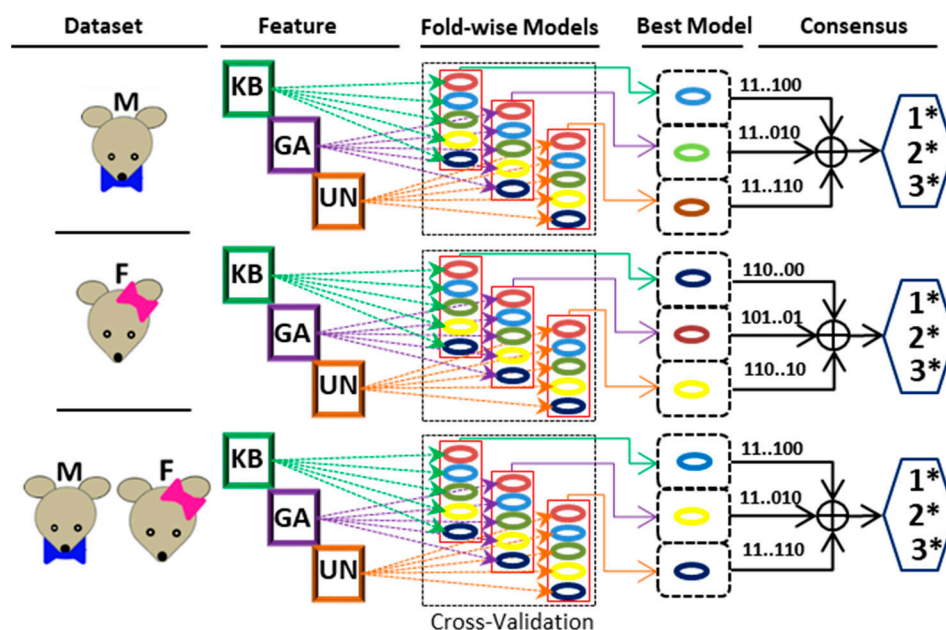 Dataset Feature Fold-wise Models Best Model Consensus
M
KB
GA
UN
11..100
11..010
11..110
1*
2*
3*
F
KB
GA
UN
110..00
101..01
110..10
1*
2*
3*
M F
KB
GA
UN
11..100
11..010
11..110
1*
2*
3*
Cross-Validation